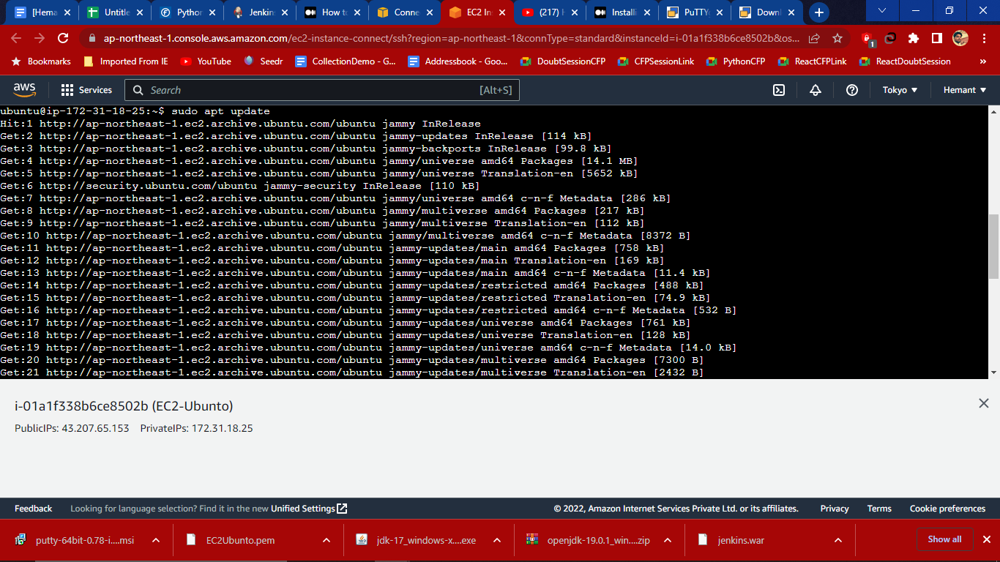 [Hema
Untitle
Python
Jenkin
How to
Conne
EC2 In
(217) H
Installi
PuTTYg
Downl
ap-northeast-1.console.aws.amazon.com/ec2-instance-connect/ssh?region=ap-northeast-1&connType=standard&instanceId=i-01a1f338b6ce8502b&os...
1
Bookmarks Imported From IE YouTube Seedr CollectionDemo - G... Addressbook - Goo... DoubtSessionCFP CFPSessionLink PythonCFP ReactCFPLink ReactDoubtSession »
aws Services Search [Alt+S] Tokyo Hemant
ubuntu@ip-172-31-18-25:~$ sudo apt update
Hit:1 http://ap-northeast-1.ec2.archive.ubuntu.com/ubuntu jammy InRelease
Get:2 http://ap-northeast-1.ec2.archive.ubuntu.com/ubuntu jammy-updates InRelease [114 kB]
Get:3 http://ap-northeast-1.ec2.archive.ubuntu.com/ubuntu jammy-backports InRelease [99.8 kB]
Get:4 http://ap-northeast-1.ec2.archive.ubuntu.com/ubuntu jammy/universe amd64 Packages [14.1 MB]
Get:5 http://ap-northeast-1.ec2.archive.ubuntu.com/ubuntu jammy/universe Translation-en [5652 kB]
Get:6 http://security.ubuntu.com/ubuntu jammy-security InRelease [110 kB]
Get:7 http://ap-northeast-1.ec2.archive.ubuntu.com/ubuntu jammy/universe amd64 c-n-f Metadata [286 kB]
Get:8 http://ap-northeast-1.ec2.archive.ubuntu.com/ubuntu jammy/multiverse amd64 Packages [217 kB]
Get:9 http://ap-northeast-1.ec2.archive.ubuntu.com/ubuntu jammy/multiverse Translation-en [112 kB]
Get:10 http://ap-northeast-1.ec2.archive.ubuntu.com/ubuntu jammy/multiverse amd64 c-n-f Metadata [8372 B]
Get:11 http://ap-northeast-1.ec2.archive.ubuntu.com/ubuntu jammy-updates/main amd64 Packages [758 kB]
Get:12 http://ap-northeast-1.ec2.archive.ubuntu.com/ubuntu jammy-updates/main Translation-en [169 kB]
Get:13 http://ap-northeast-1.ec2.archive.ubuntu.com/ubuntu jammy-updates/main amd64 c-n-f Metadata [11.4 kB]
Get:14 http://ap-northeast-1.ec2.archive.ubuntu.com/ubuntu jammy-updates/restricted amd64 Packages [488 kB]
Get:15 http://ap-northeast-1.ec2.archive.ubuntu.com/ubuntu jammy-updates/restricted Translation-en [74.9 kB]
Get:16 http://ap-northeast-1.ec2.archive.ubuntu.com/ubuntu jammy-updates/restricted amd64 c-n-f Metadata [532 B]
Get:17 http://ap-northeast-1.ec2.archive.ubuntu.com/ubuntu jammy-updates/universe amd64 Packages [761 kB]
Get:18 http://ap-northeast-1.ec2.archive.ubuntu.com/ubuntu jammy-updates/universe Translation-en [128 kB]
Get:19 http://ap-northeast-1.ec2.archive.ubuntu.com/ubuntu jammy-updates/universe amd64 c-n-f Metadata [14.0 kB]
Get:20 http://ap-northeast-1.ec2.archive.ubuntu.com/ubuntu jammy-updates/multiverse amd64 Packages [7300 B]
Get:21 http://ap-northeast-1.ec2.archive.ubuntu.com/ubuntu jammy-updates/multiverse Translation-en [2432 B]
i-01a1f338b6ce8502b (EC2-Ubunto)
PublicIPs: 43.207.65.153 PrivateIPs: 172.31.18.25
Feedback Looking for language selection? Find it in the new Unified Settings © 2022, Amazon Internet Services Private Ltd. or its affiliates. Privacy Terms Cookie preferences
putty-64bit-0.78-i....msi EC2Ubunto.pem jdk-17_windows-x....exe openjdk-19.0.1_win....zip jenkins.war Show all